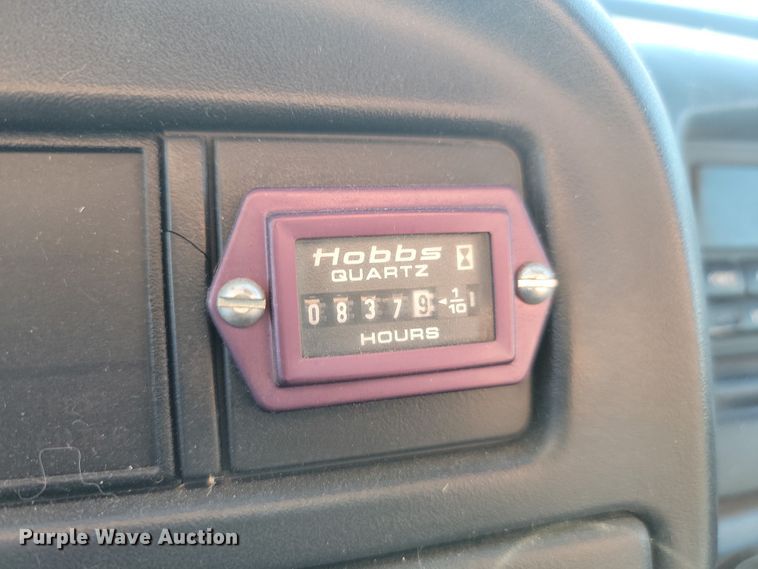 Hobbs
QUARTZ
0 8 3 7 9 ◄ 1/10
HOURS
Purple Wave Auction